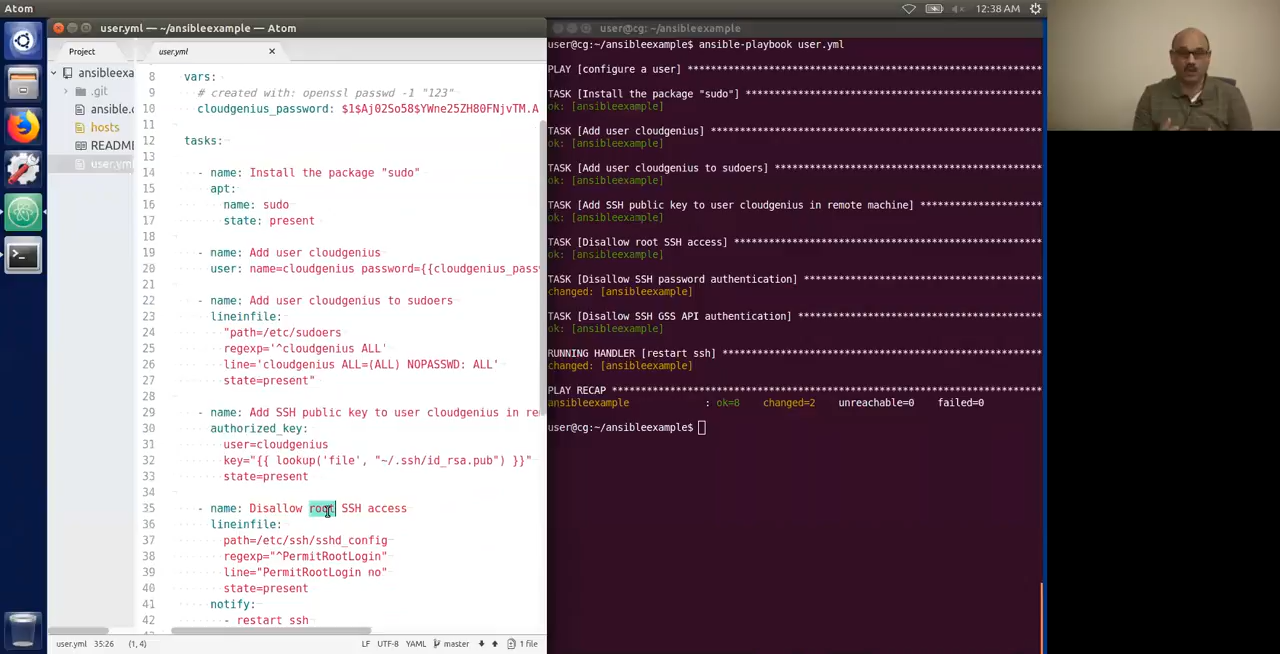 Atom
12:38 AM
user.yml — ~/ansibleexample — Atom
Project
user.yml
ansibleexa
.git
ansible.c
hosts
README
user.yml
8 vars:
9 # created with: openssl passwd -1 "123"
10 cloudgenius_password: $1$Aj02So58$YWne25ZH80FNjvTM.A
11
12 tasks:
13
14 - name: Install the package "sudo"
15 apt:
16 name: sudo
17 state: present
18
19 - name: Add user cloudgenius
20 user: name=cloudgenius password={{cloudgenius_passw
21
22 - name: Add user cloudgenius to sudoers
23 lineinfile:
24 "path=/etc/sudoers
25 regexp='^cloudgenius ALL'
26 line='cloudgenius ALL=(ALL) NOPASSWD: ALL'
27 state=present"
28
29 - name: Add SSH public key to user cloudgenius in re
30 authorized_key:
31 user=cloudgenius
32 key="{{ lookup('file', "~/.ssh/id_rsa.pub") }}"
33 state=present
34
35 - name: Disallow root SSH access
36 lineinfile:
37 path=/etc/ssh/sshd_config
38 regexp="^PermitRootLogin"
39 line="PermitRootLogin no"
40 state=present
41 notify:
42 - restart ssh
user.yml 35:26 (1, 4) LF UTF-8 YAML master 1 file
user@cg: ~/ansibleexample
user@cg:~/ansibleexample$ ansible-playbook user.yml
PLAY [configure a user] *********************************************
TASK [Install the package "sudo"] ***********************************
ok: [ansibleexample]
TASK [Add user cloudgenius] *****************************************
ok: [ansibleexample]
TASK [Add user cloudgenius to sudoers] ******************************
ok: [ansibleexample]
TASK [Add SSH public key to user cloudgenius in remote machine] *****
ok: [ansibleexample]
TASK [Disallow root SSH access] *************************************
ok: [ansibleexample]
TASK [Disallow SSH password authentication] *************************
changed: [ansibleexample]
TASK [Disallow SSH GSS API authentication] **************************
ok: [ansibleexample]
RUNNING HANDLER [restart ssh] ***************************************
changed: [ansibleexample]
PLAY RECAP **********************************************************
ansibleexample : ok=8 changed=2 unreachable=0 failed=0
user@cg:~/ansibleexample$